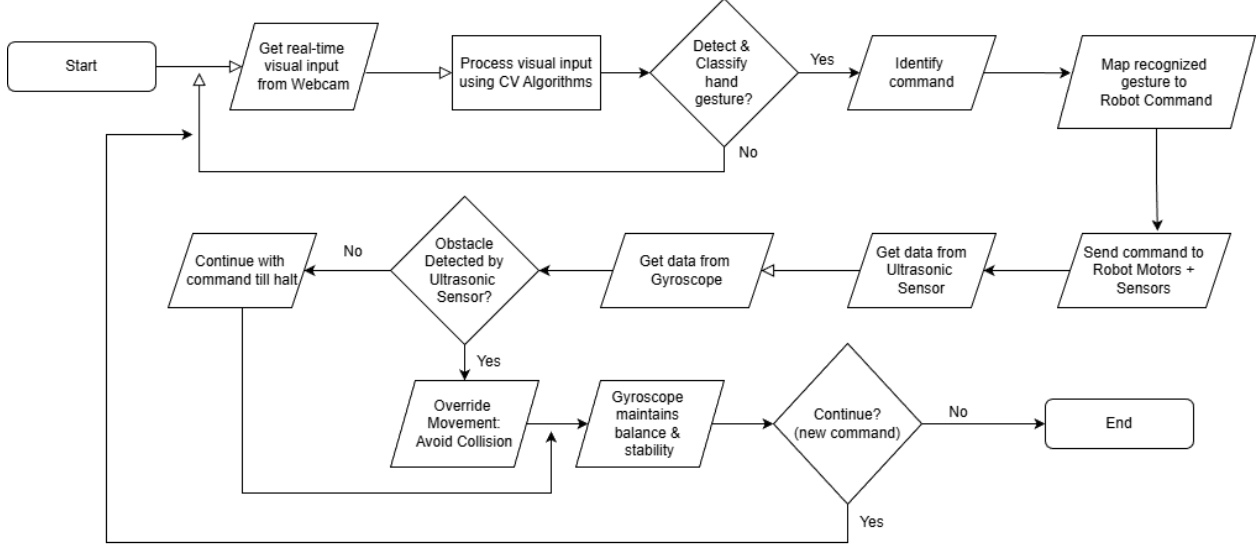 Start
Get real-time
visual input
from Webcam
Process visual input
using CV Algorithms
Detect &
Classify
hand
gesture?
Yes
No
Identify
command
Map recognized
gesture to
Robot Command
Send command to
Robot Motors +
Sensors
Get data from
Ultrasonic
Sensor
Get data from
Gyroscope
Obstacle
Detected by
Ultrasonic
Sensor?
No
Continue with
command till halt
Yes
Override
Movement:
Avoid Collision
Gyroscope
maintains
balance &
stability
Continue?
(new command)
No
End
Yes